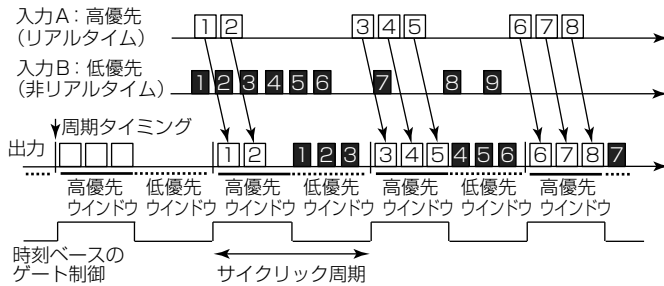 入力A：高優先
（リアルタイム）
1 2 3 4 5 6 7 8
入力B：低優先
（非リアルタイム）
1 2 3 4 5 6 7 8 9
周期タイミング
出力
1 2 1 2 3 3 4 5 4 5 6 6 7 8 7
高優先 低優先 高優先 低優先 高優先 低優先 高優先
ウインドウ ウインドウ ウインドウ ウインドウ ウインドウ ウインドウ ウインドウ
時刻ベースの
ゲート制御
サイクリック周期